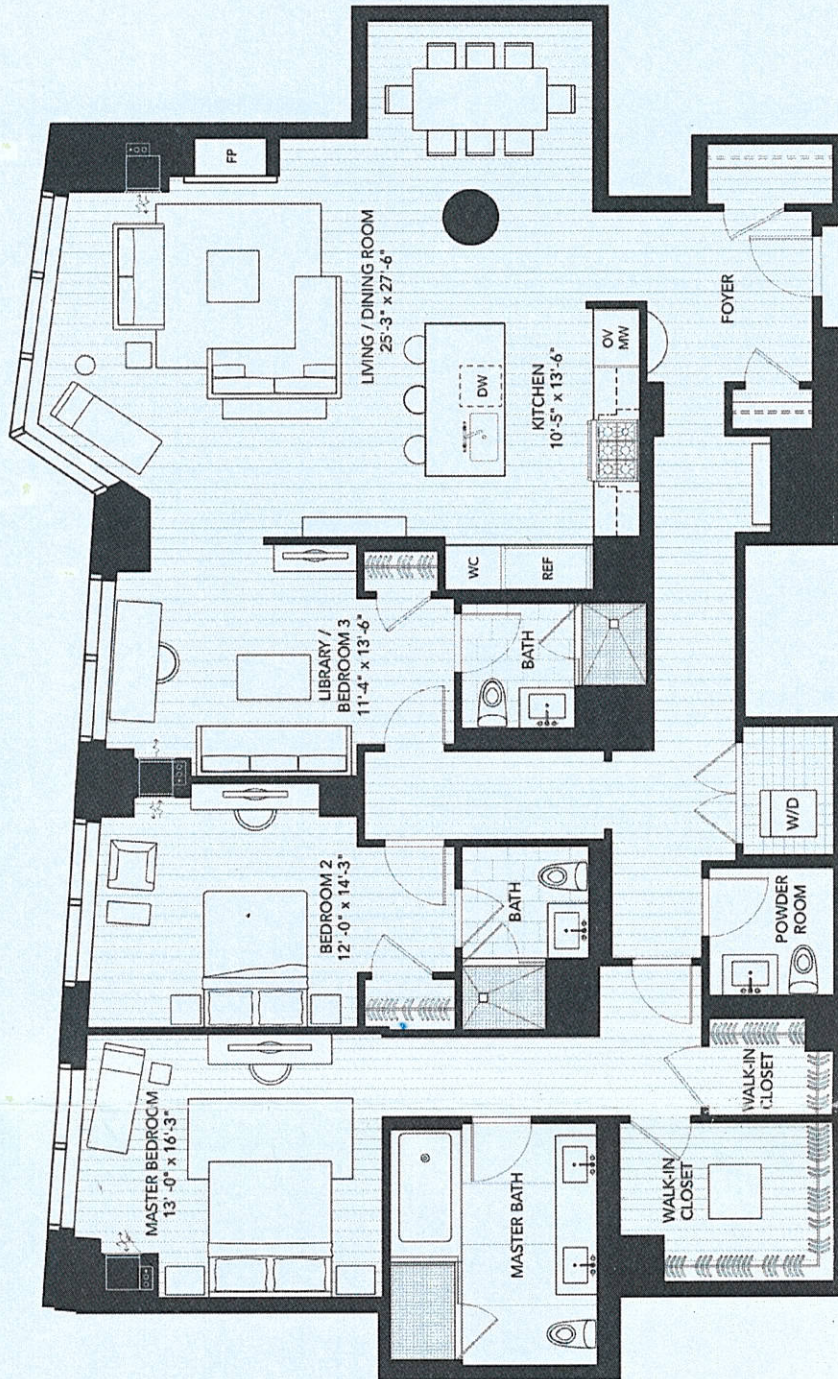 MASTER BEDROOM
13' -0" x 16'-3"
BEDROOM 2
12' -0" x 14'-3"
LIBRARY /
BEDROOM 3
11'-4" x 13'-6"
LIVING / DINING ROOM
25'-3" x 27'-6"
FP
KITCHEN
10'-5" x 13'-6"
DW
OV
MW
WC
REF
BATH
BATH
MASTER BATH
WALK-IN
CLOSET
WALK-IN
CLOSET
POWDER
ROOM
W/D
FOYER